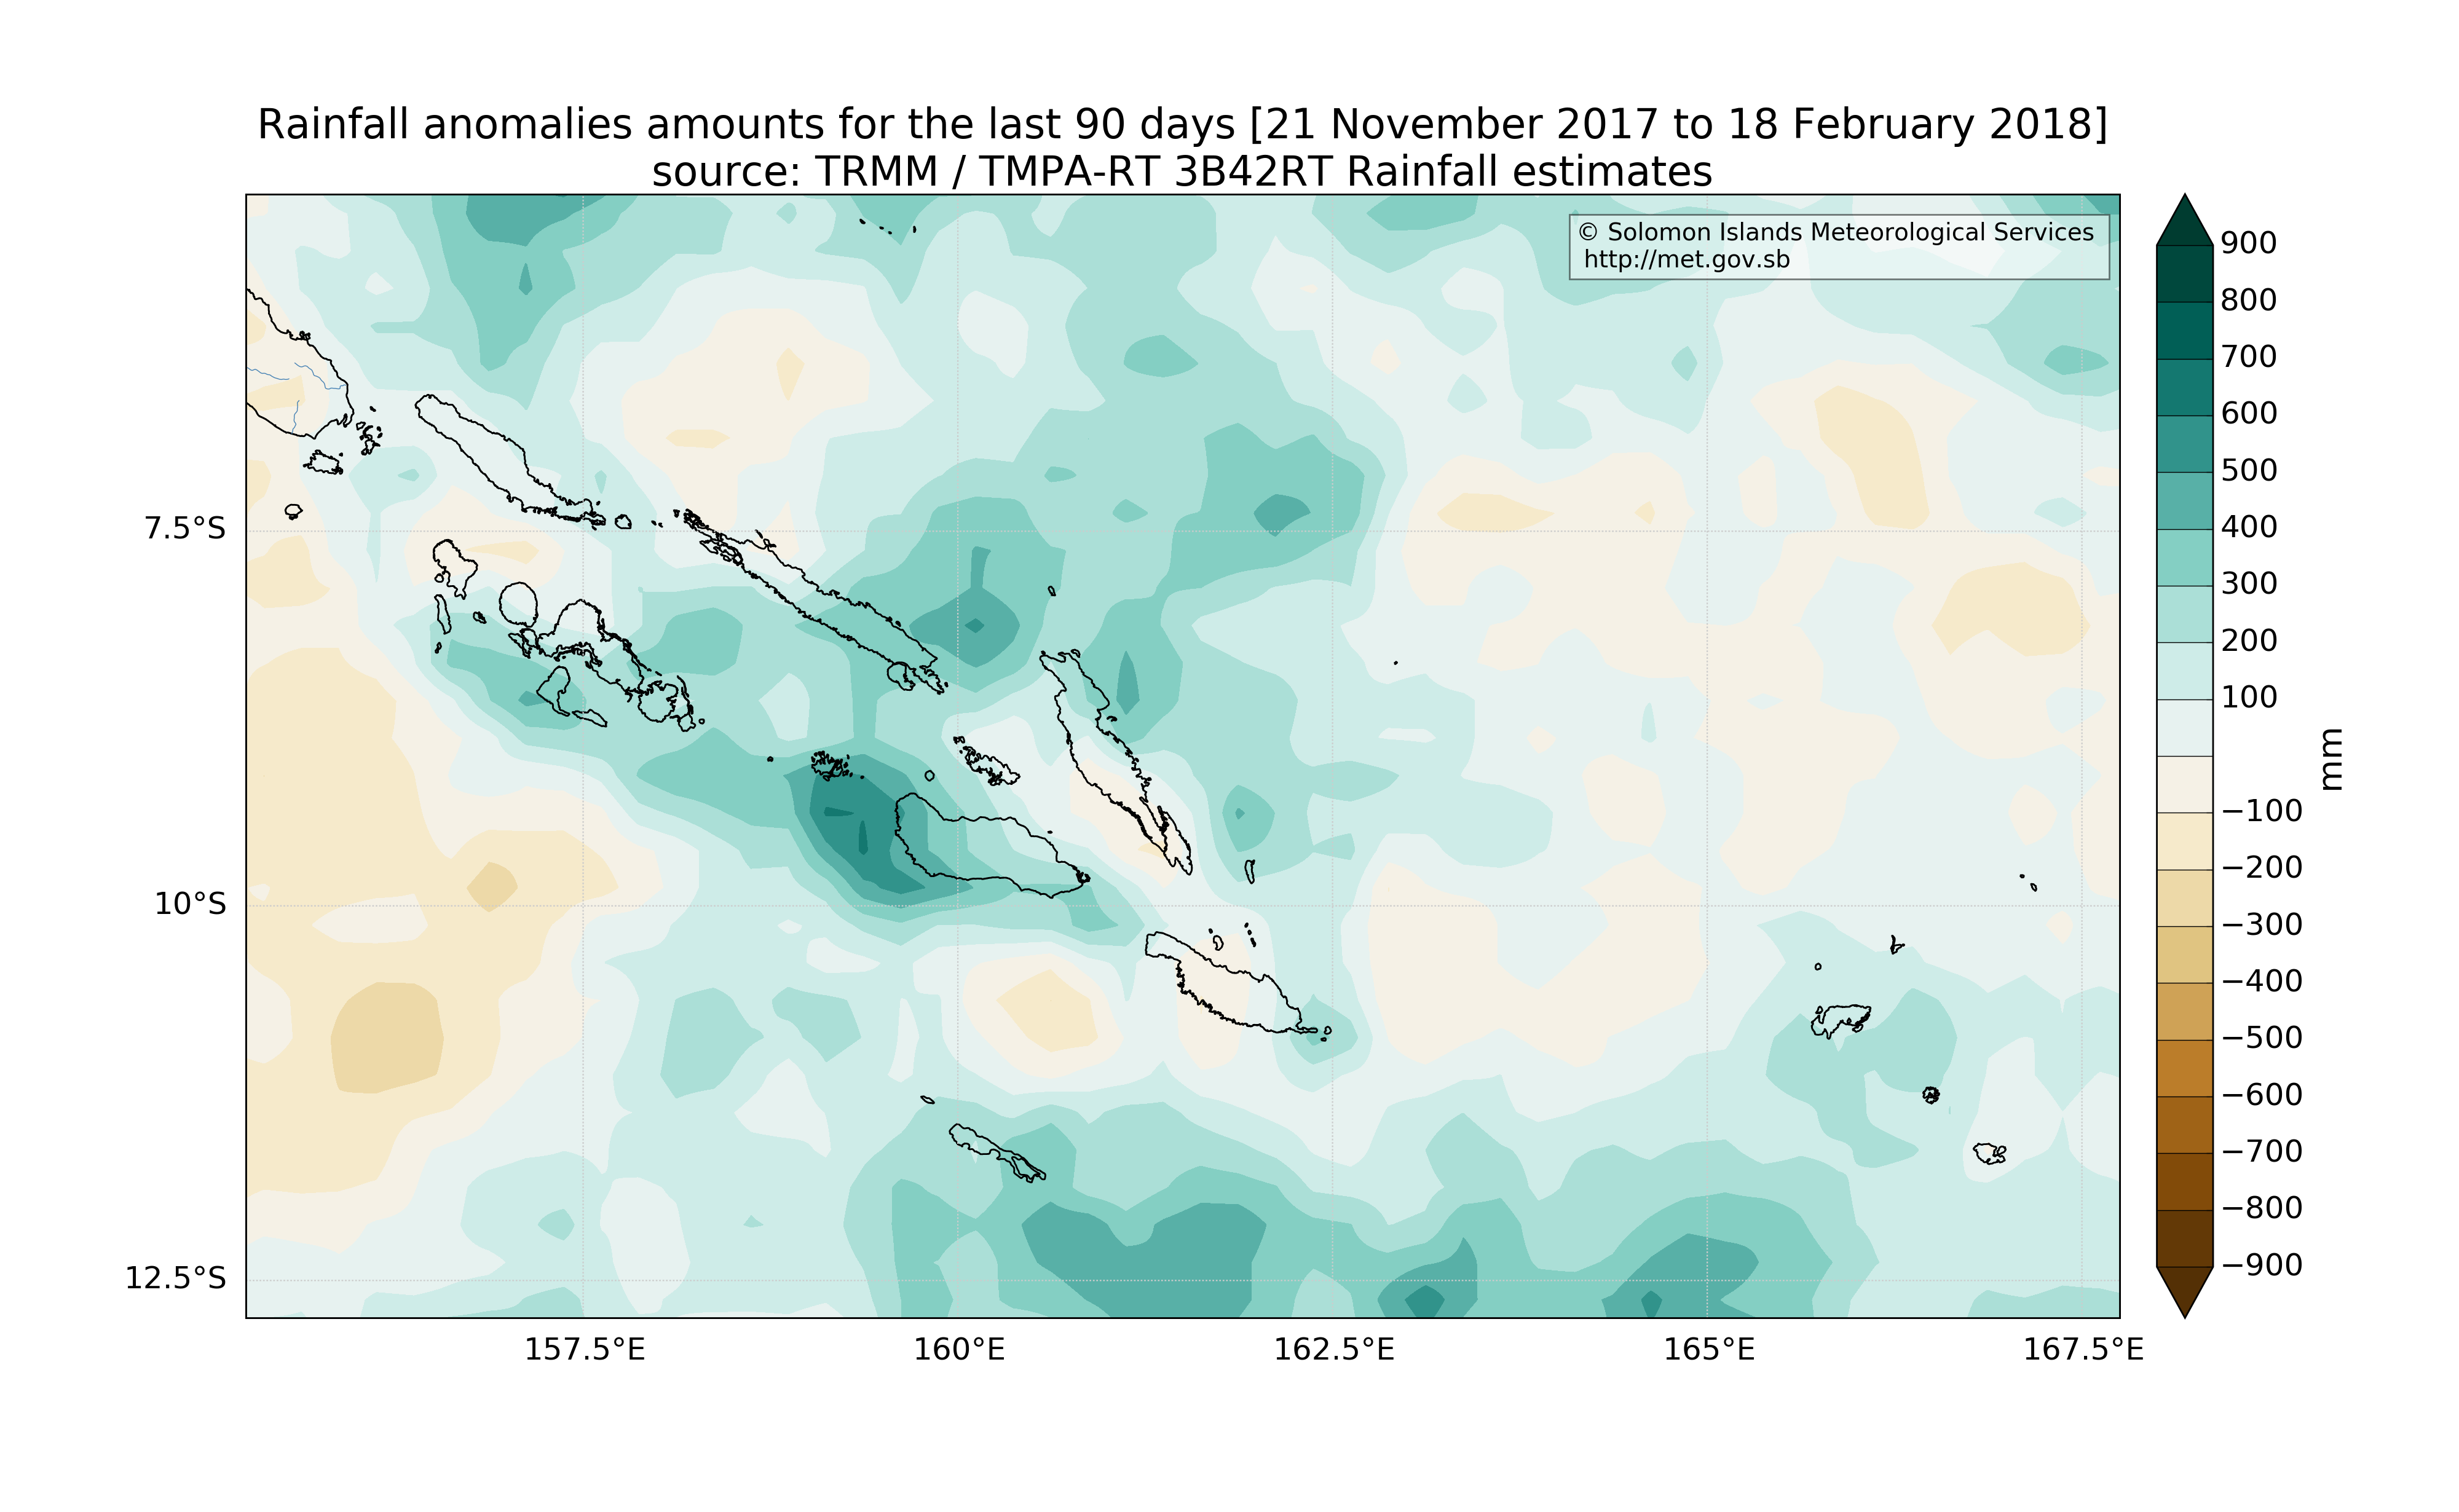 Rainfall anomalies amounts for the last 90 days [21 November 2017 to 18 February 2018]
source: TRMM / TMPA-RT 3B42RT Rainfall estimates
© Solomon Islands Meteorological Services
http://met.gov.sb
7.5°S
10°S
12.5°S
157.5°E
160°E
162.5°E
165°E
167.5°E
900
800
700
600
500
400
300
200
100
−100
−200
−300
−400
−500
−600
−700
−800
−900
mm